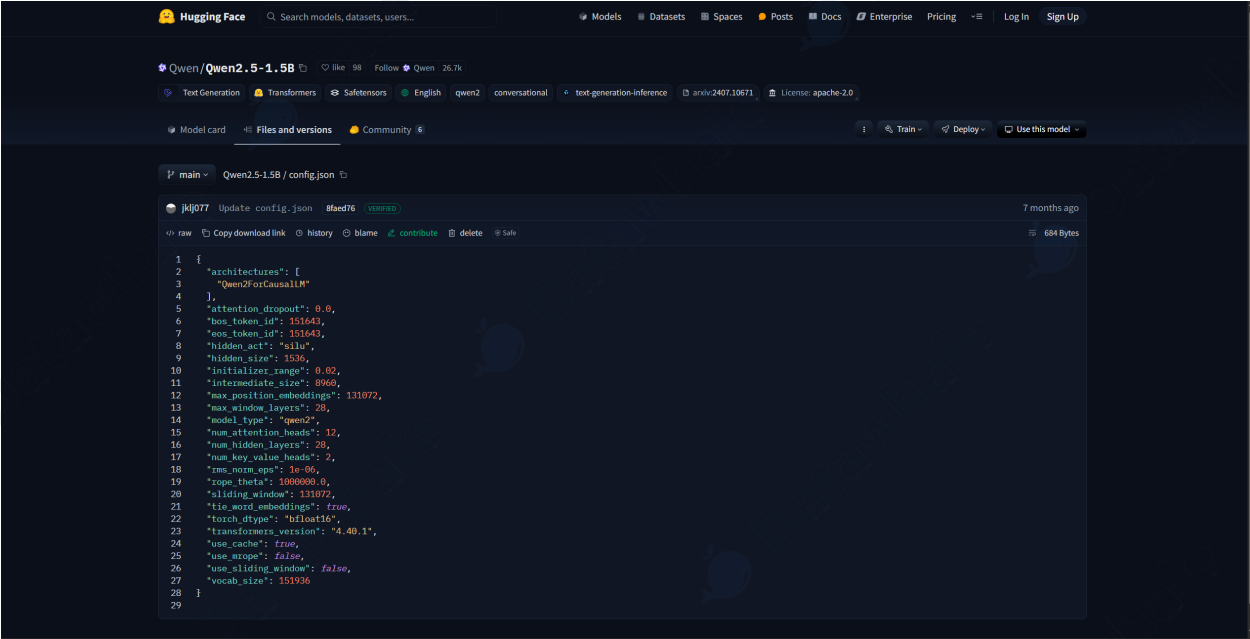 Hugging Face Search models, datasets, users... Models Datasets Spaces Posts Docs Enterprise Pricing Log In Sign Up
Qwen/Qwen2.5-1.5B like 98 Follow Qwen 26.7k
Text Generation Transformers Safetensors English qwen2 conversational text-generation-inference arxiv:2407.10671 License: apache-2.0
Model card Files and versions Community 6 Train Deploy Use this model
main Qwen2.5-1.5B / config.json
jklj077 Update config.json 8faed76 VERIFIED 7 months ago
</> raw Copy download link history blame contribute delete Safe 684 Bytes
1 {
2 "architectures": [
3 "Qwen2ForCausalLM"
4 ],
5 "attention_dropout": 0.0,
6 "bos_token_id": 151643,
7 "eos_token_id": 151643,
8 "hidden_act": "silu",
9 "hidden_size": 1536,
10 "initializer_range": 0.02,
11 "intermediate_size": 8960,
12 "max_position_embeddings": 131072,
13 "max_window_layers": 28,
14 "model_type": "qwen2",
15 "num_attention_heads": 12,
16 "num_hidden_layers": 28,
17 "num_key_value_heads": 2,
18 "rms_norm_eps": 1e-06,
19 "rope_theta": 1000000.0,
20 "sliding_window": 131072,
21 "tie_word_embeddings": true,
22 "torch_dtype": "bfloat16",
23 "transformers_version": "4.40.1",
24 "use_cache": true,
25 "use_mrope": false,
26 "use_sliding_window": false,
27 "vocab_size": 151936
28 }
29